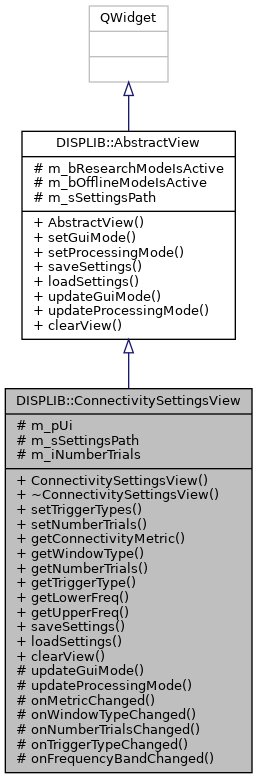 QWidget
DISPLIB::AbstractView
# m_bResearchModeIsActive
# m_bOfflineModeIsActive
# m_sSettingsPath
+ AbstractView()
+ setGuiMode()
+ setProcessingMode()
+ saveSettings()
+ loadSettings()
+ updateGuiMode()
+ updateProcessingMode()
+ clearView()
DISPLIB::ConnectivitySettingsView
# m_pUi
# m_sSettingsPath
# m_iNumberTrials
+ ConnectivitySettingsView()
+ ~ConnectivitySettingsView()
+ setTriggerTypes()
+ setNumberTrials()
+ getConnectivityMetric()
+ getWindowType()
+ getNumberTrials()
+ getTriggerType()
+ getLowerFreq()
+ getUpperFreq()
+ saveSettings()
+ loadSettings()
+ clearView()
# updateGuiMode()
# updateProcessingMode()
# onMetricChanged()
# onWindowTypeChanged()
# onNumberTrialsChanged()
# onTriggerTypeChanged()
# onFrequencyBandChanged()